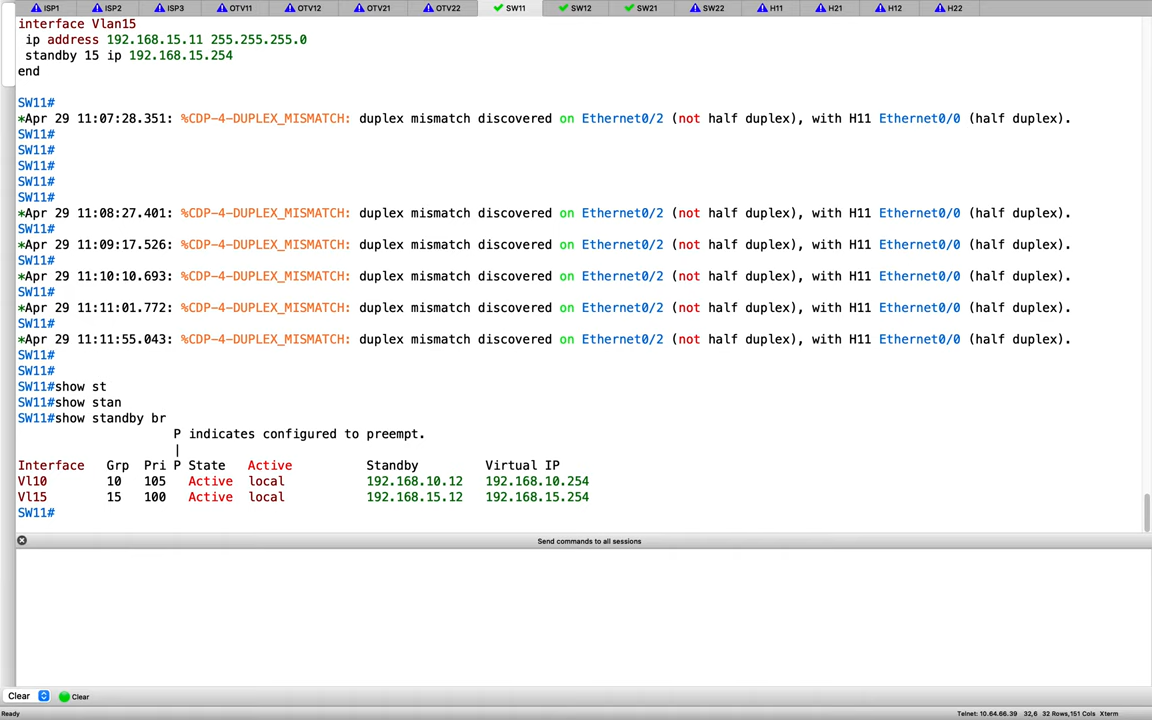 ISP1 ISP2 ISP3 OTV11 OTV12 OTV21 OTV22 SW11 SW12 SW21 SW22 H11 H21 H12 H22
interface Vlan15
 ip address 192.168.15.11 255.255.255.0
 standby 15 ip 192.168.15.254
end
SW11#
*Apr 29 11:07:28.351: %CDP-4-DUPLEX_MISMATCH: duplex mismatch discovered on Ethernet0/2 (not half duplex), with H11 Ethernet0/0 (half duplex).
SW11#
SW11#
SW11#
SW11#
SW11#
*Apr 29 11:08:27.401: %CDP-4-DUPLEX_MISMATCH: duplex mismatch discovered on Ethernet0/2 (not half duplex), with H11 Ethernet0/0 (half duplex).
SW11#
*Apr 29 11:09:17.526: %CDP-4-DUPLEX_MISMATCH: duplex mismatch discovered on Ethernet0/2 (not half duplex), with H11 Ethernet0/0 (half duplex).
SW11#
*Apr 29 11:10:10.693: %CDP-4-DUPLEX_MISMATCH: duplex mismatch discovered on Ethernet0/2 (not half duplex), with H11 Ethernet0/0 (half duplex).
SW11#
*Apr 29 11:11:01.772: %CDP-4-DUPLEX_MISMATCH: duplex mismatch discovered on Ethernet0/2 (not half duplex), with H11 Ethernet0/0 (half duplex).
SW11#
*Apr 29 11:11:55.043: %CDP-4-DUPLEX_MISMATCH: duplex mismatch discovered on Ethernet0/2 (not half duplex), with H11 Ethernet0/0 (half duplex).
SW11#
SW11#
SW11#show st
SW11#show stan
SW11#show standby br
P indicates configured to preempt.
|
Interface Grp Pri P State Active Standby Virtual IP
Vl10 10 105 Active local 192.168.10.12 192.168.10.254
Vl15 15 100 Active local 192.168.15.12 192.168.15.254
SW11#
Send commands to all sessions
Clear Clear
Ready Telnet: 10.64.66.39 32,6 32 Rows,151 Cols Xterm